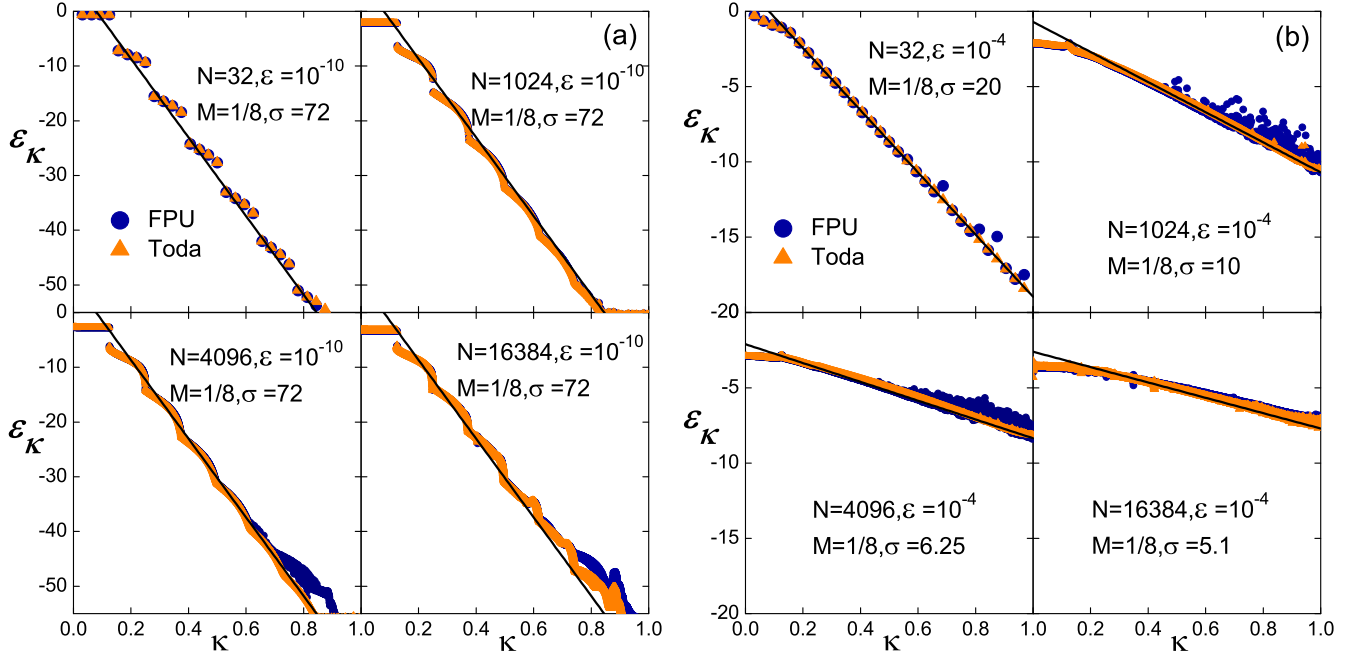 (a)
N=32,ε =10-10
M=1/8,σ =72
FPU
Toda
N=1024,ε =10-10
M=1/8,σ =72
0
-10
-20
-30
-40
-50
0
εκ
N=4096,ε =10-10
M=1/8,σ =72
N=16384,ε =10-10
M=1/8,σ =72
-10
-20
-30
-40
-50
εκ
0.0
0.2
0.4
0.6
0.8
0.0
0.2
0.4
0.6
0.8
1.0
κ
κ
(b)
N=32,ε =10-4
M=1/8,σ =20
FPU
Toda
N=1024,ε =10-4
M=1/8,σ =10
0
-5
-10
-15
-20
εκ
N=4096,ε =10-4
M=1/8,σ =6.25
N=16384,ε =10-4
M=1/8,σ =5.1
-5
-10
-15
-20
εκ
0.0
0.2
0.4
0.6
0.8
0.0
0.2
0.4
0.6
0.8
1.0
κ
κ